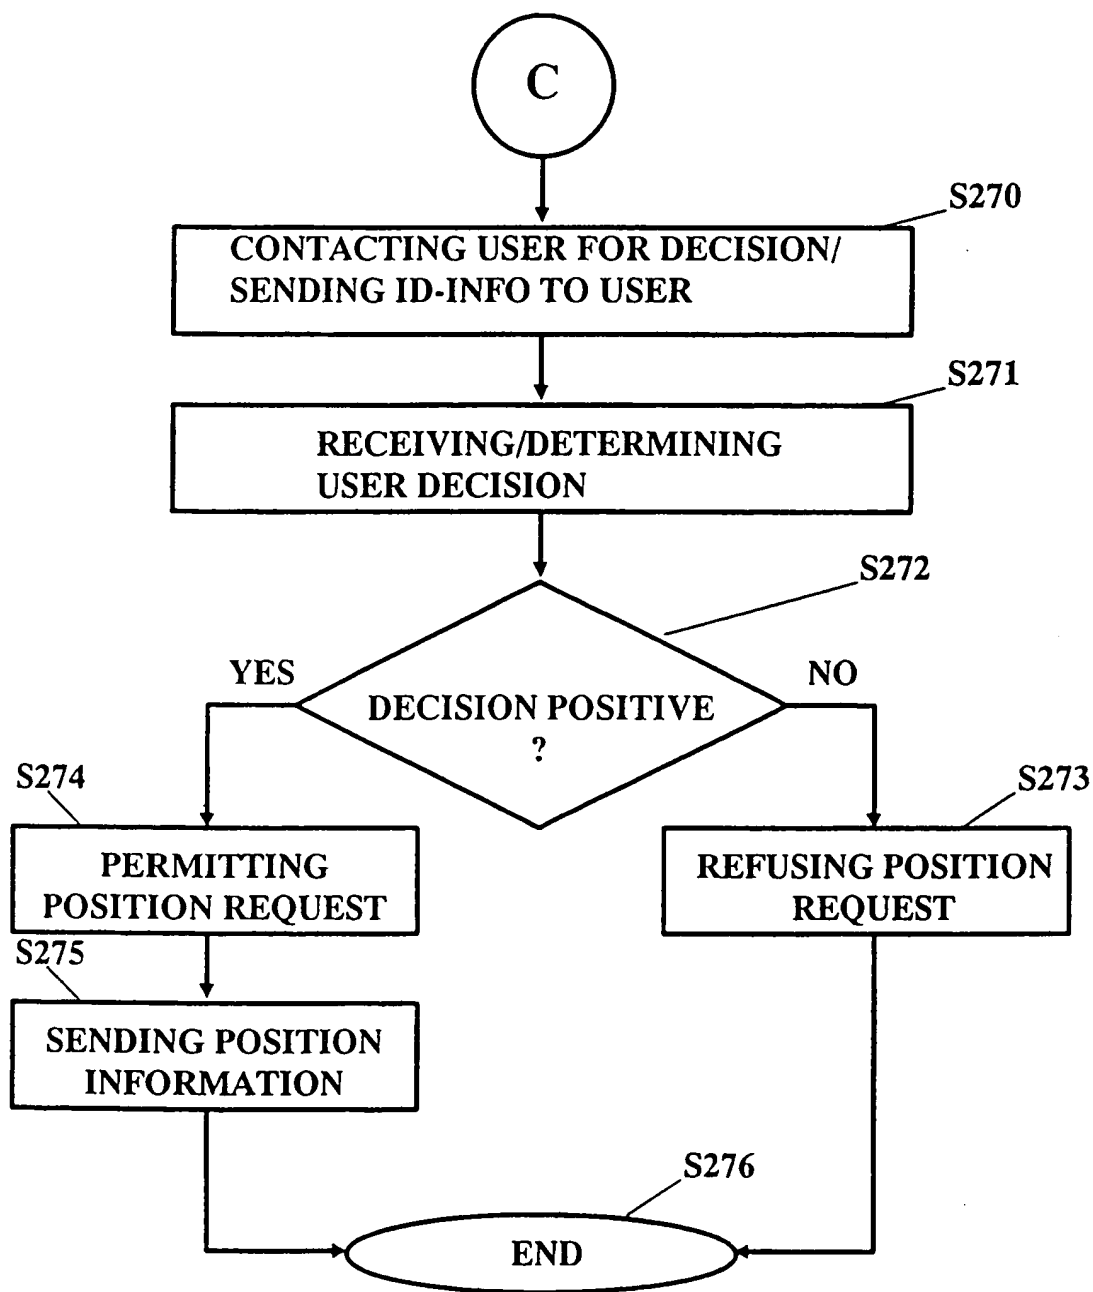 C
S270
CONTACTING USER FOR DECISION/
SENDING ID-INFO TO USER
S271
RECEIVING/DETERMINING
USER DECISION
S272
YES
NO
DECISION POSITIVE
?
S274
S273
PERMITTING
POSITION REQUEST
REFUSING POSITION
REQUEST
S275
SENDING POSITION
INFORMATION
S276
END